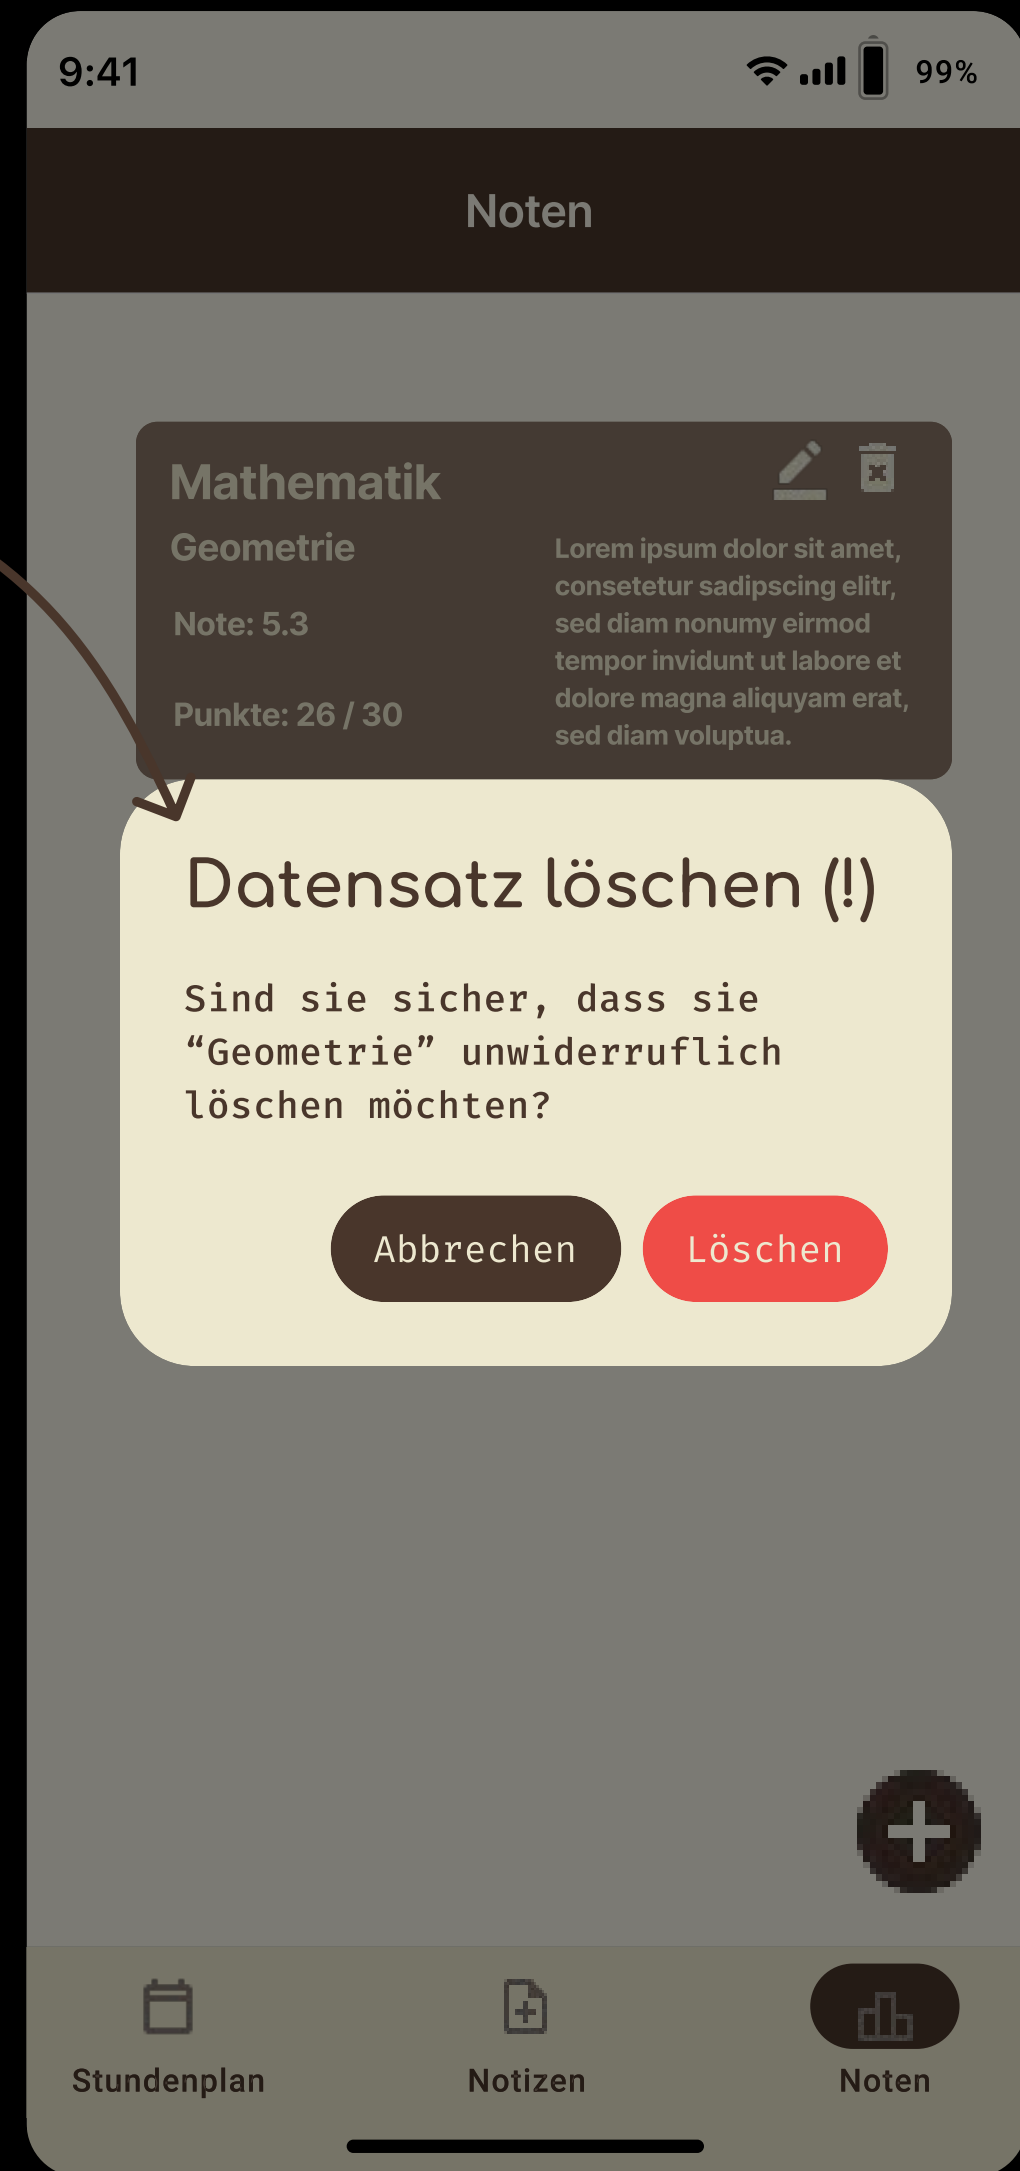 9:41
99%
Noten
Mathematik
Geometrie
Note: 5.3
Punkte: 26 / 30
Lorem ipsum dolor sit amet,
consetetur sadipscing elitr,
sed diam nonumy eirmod
tempor invidunt ut labore et
dolore magna aliquyam erat,
sed diam voluptua.
Datensatz löschen (!)
Sind sie sicher, dass sie
“Geometrie” unwiderruflich
löschen möchten?
Abbrechen
Löschen
Stundenplan
Notizen
Noten